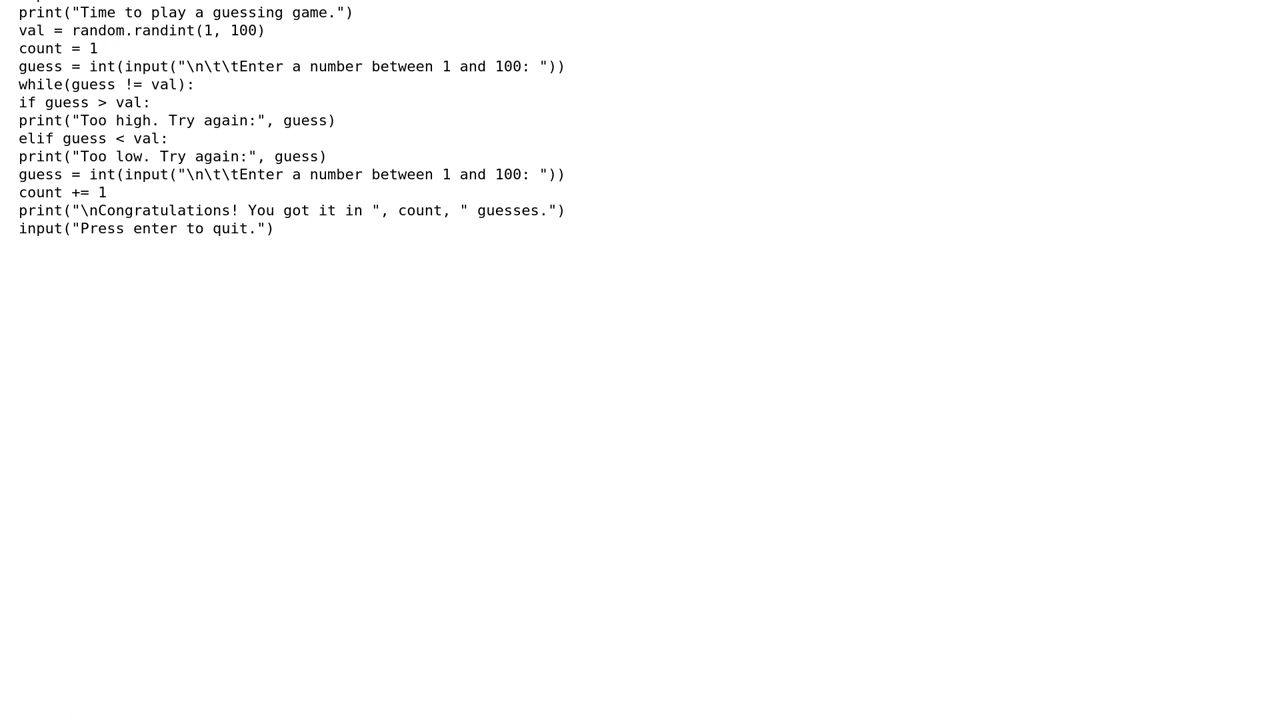 print("Time to play a guessing game.")
val = random.randint(1, 100)
count = 1
guess = int(input("\n\t\tEnter a number between 1 and 100: "))
while(guess != val):
if guess > val:
print("Too high. Try again:", guess)
elif guess < val:
print("Too low. Try again:", guess)
guess = int(input("\n\t\tEnter a number between 1 and 100: "))
count += 1
print("\nCongratulations! You got it in ", count, " guesses.")
input("Press enter to quit.")